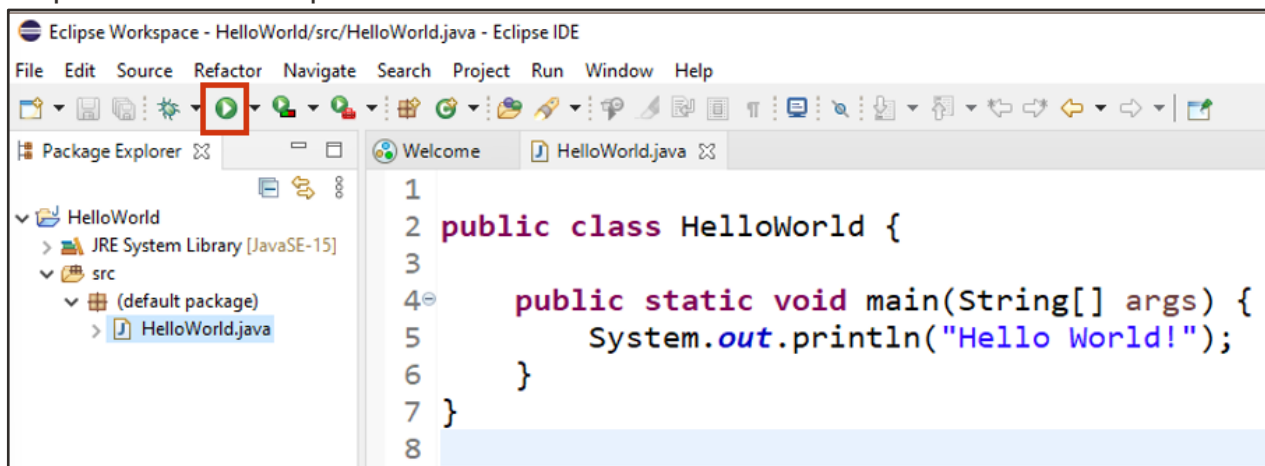 Eclipse Workspace - HelloWorld/src/HelloWorld.java - Eclipse IDE
File Edit Source Refactor Navigate Search Project Run Window Help
Package Explorer
Welcome
HelloWorld.java
HelloWorld
JRE System Library [JavaSE-15]
src
(default package)
HelloWorld.java
1
2 public class HelloWorld {
3
4 public static void main(String[] args) {
5 System.out.println("Hello World!");
6 }
7 }
8